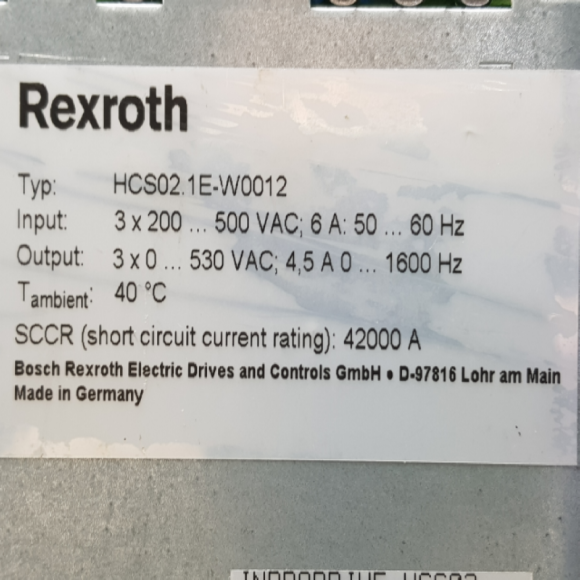 Rexroth
Typ: HCS02.1E-W0012
Input: 3 x 200 ... 500 VAC; 6 A: 50 ... 60 Hz
Output: 3 x 0 ... 530 VAC; 4,5 A 0 ... 1600 Hz
Tambient: 40 °C
SCCR (short circuit current rating): 42000 A
Bosch Rexroth Electric Drives and Controls GmbH • D-97816 Lohr am Main
Made in Germany